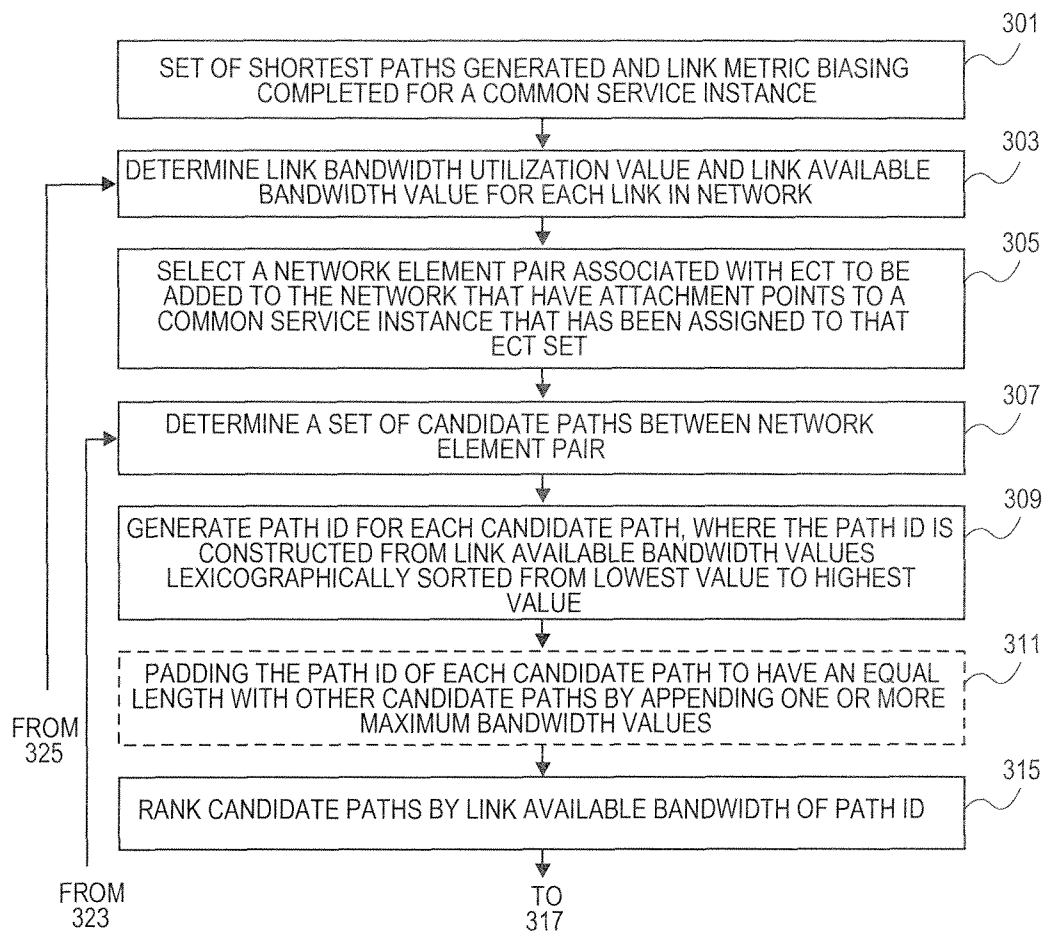 301
SET OF SHORTEST PATHS GENERATED AND LINK METRIC BIASING
COMPLETED FOR A COMMON SERVICE INSTANCE
303
DETERMINE LINK BANDWIDTH UTILIZATION VALUE AND LINK AVAILABLE
BANDWIDTH VALUE FOR EACH LINK IN NETWORK
305
SELECT A NETWORK ELEMENT PAIR ASSOCIATED WITH ECT TO BE
ADDED TO THE NETWORK THAT HAVE ATTACHMENT POINTS TO A
COMMON SERVICE INSTANCE THAT HAS BEEN ASSIGNED TO THAT
ECT SET
307
DETERMINE A SET OF CANDIDATE PATHS BETWEEN NETWORK
ELEMENT PAIR
309
GENERATE PATH ID FOR EACH CANDIDATE PATH, WHERE THE PATH ID IS
CONSTRUCTED FROM LINK AVAILABLE BANDWIDTH VALUES
LEXICOGRAPHICALLY SORTED FROM LOWEST VALUE TO HIGHEST
VALUE
311
PADDING THE PATH ID OF EACH CANDIDATE PATH TO HAVE AN EQUAL
LENGTH WITH OTHER CANDIDATE PATHS BY APPENDING ONE OR MORE
MAXIMUM BANDWIDTH VALUES
FROM
325
315
RANK CANDIDATE PATHS BY LINK AVAILABLE BANDWIDTH OF PATH ID
FROM
323
TO
317